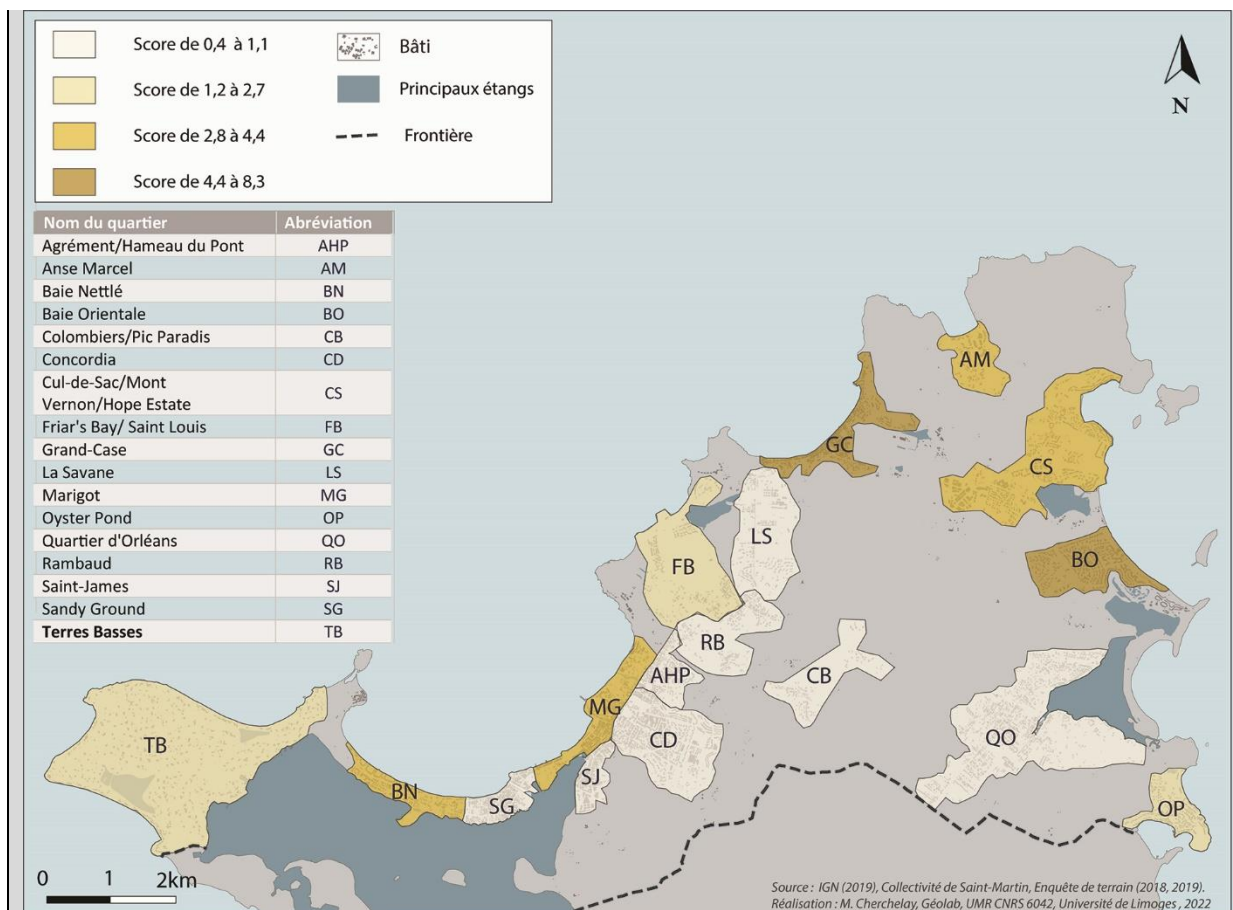 Score de 0,4 à 1,1
Bâti
Score de 1,2 à 2,7
Principaux étangs
Score de 2,8 à 4,4
Frontière
Score de 4,4 à 8,3
N
Nom du quartier Abréviation
Agrément/Hameau du Pont AHP
Anse Marcel AM
Baie Nettlé BN
Baie Orientale BO
Colombiers/Pic Paradis CB
Concordia CD
Cul-de-Sac/Mont
Vernon/Hope Estate CS
Friar's Bay/ Saint Louis FB
Grand-Case GC
La Savane LS
Marigot MG
Oyster Pond OP
Quartier d'Orléans QO
Rambaud RB
Saint-James SJ
Sandy Ground SG
Terres Basses TB
AM
GC
CS
LS
BO
FB
RB
AHP
CB
MG
CD
QO
TB
SJ
BN
SG
OP
0 1 2km
Source : IGN (2019), Collectivité de Saint-Martin, Enquête de terrain (2018, 2019).
Réalisation : M. Cherchelay, Géolab, UMR CNRS 6042, Université de Limoges , 2022